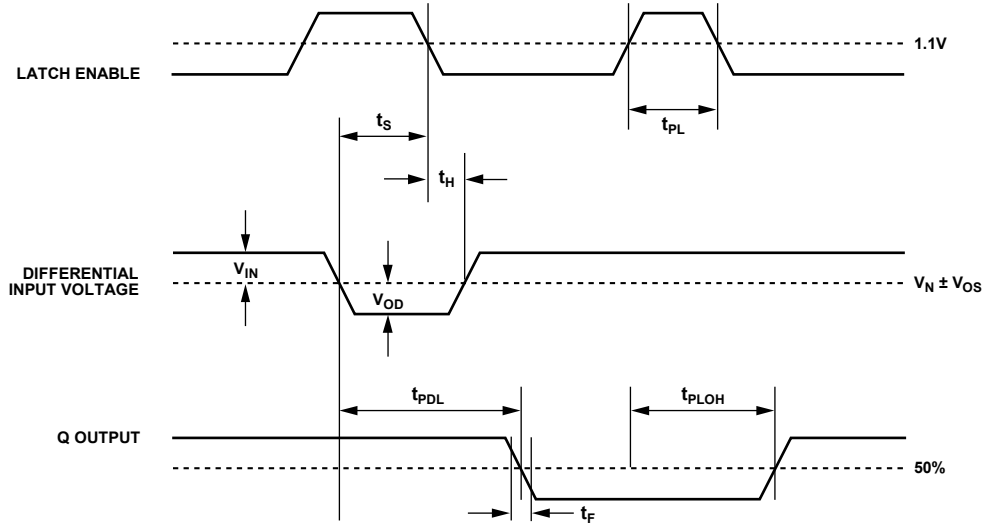 1.1V
LATCH ENABLE
tS
tPL
tH
VIN
DIFFERENTIAL
INPUT VOLTAGE
VOD
VN ± VOS
tPDL
tPLOH
Q OUTPUT
50%
tF